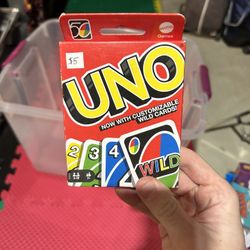 $5
UNO
NOW WITH CUSTOMIZABLE
WILD CARDS!
2 3 4
WILD